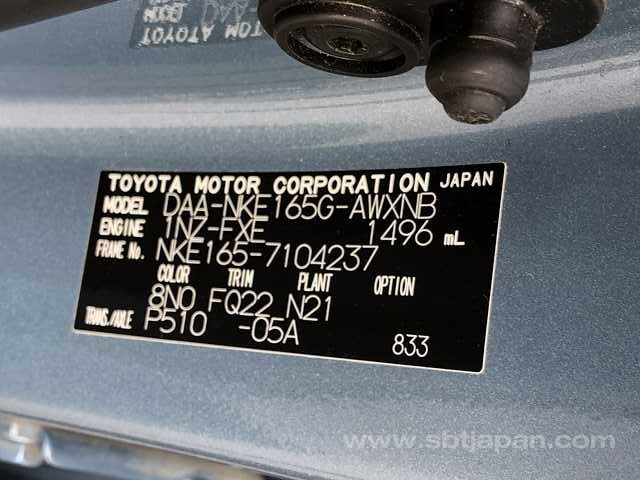 TOYOTA MOTOR CORPORATION JAPAN
MODEL DAA-NKE165G-AWXNB
ENGINE 1NZ-FXE 1496 mL
FRAME No. NKE165-7104237
COLOR TRIM PLANT OPTION
8N0 FQ22 N21
TRANS./AXLE P510 -05A
833
www.sbtjapan.com